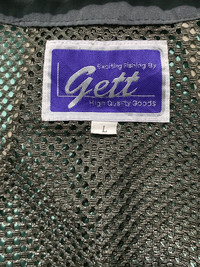 Exciting Fishing By
Gett
High Quality Goods
L